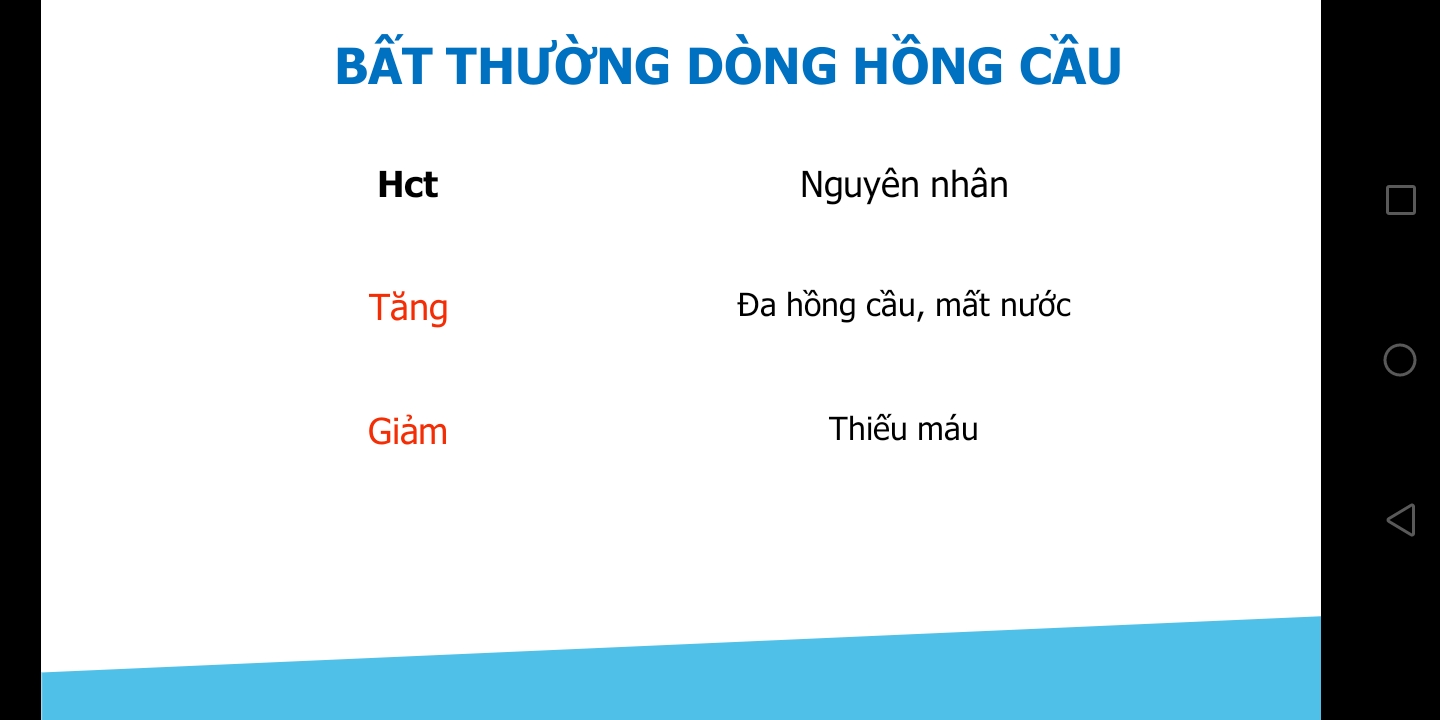 BẤT THƯỜNG DÒNG HỒNG CẦU
Hct Nguyên nhân
Tăng Đa hồng cầu, mất nước
Giảm Thiếu máu